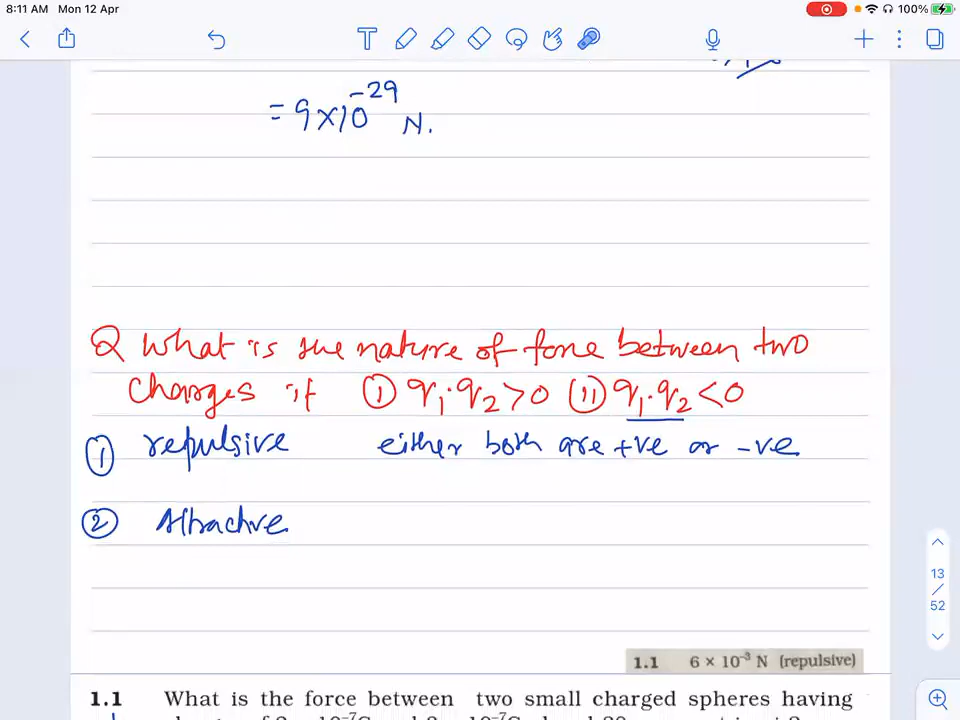 8:11 AM Mon 12 Apr
100%
= 9×10⁻²⁹ N.
Q What is the nature of force between two
Charges if ① q₁.q₂ > 0 ② q₁.q₂ < 0
① repulsive either both are +ve or -ve
② Attractive
13
/
52
1.1 6 × 10⁻³ N (repulsive)
1.1 What is the force between two small charged spheres having